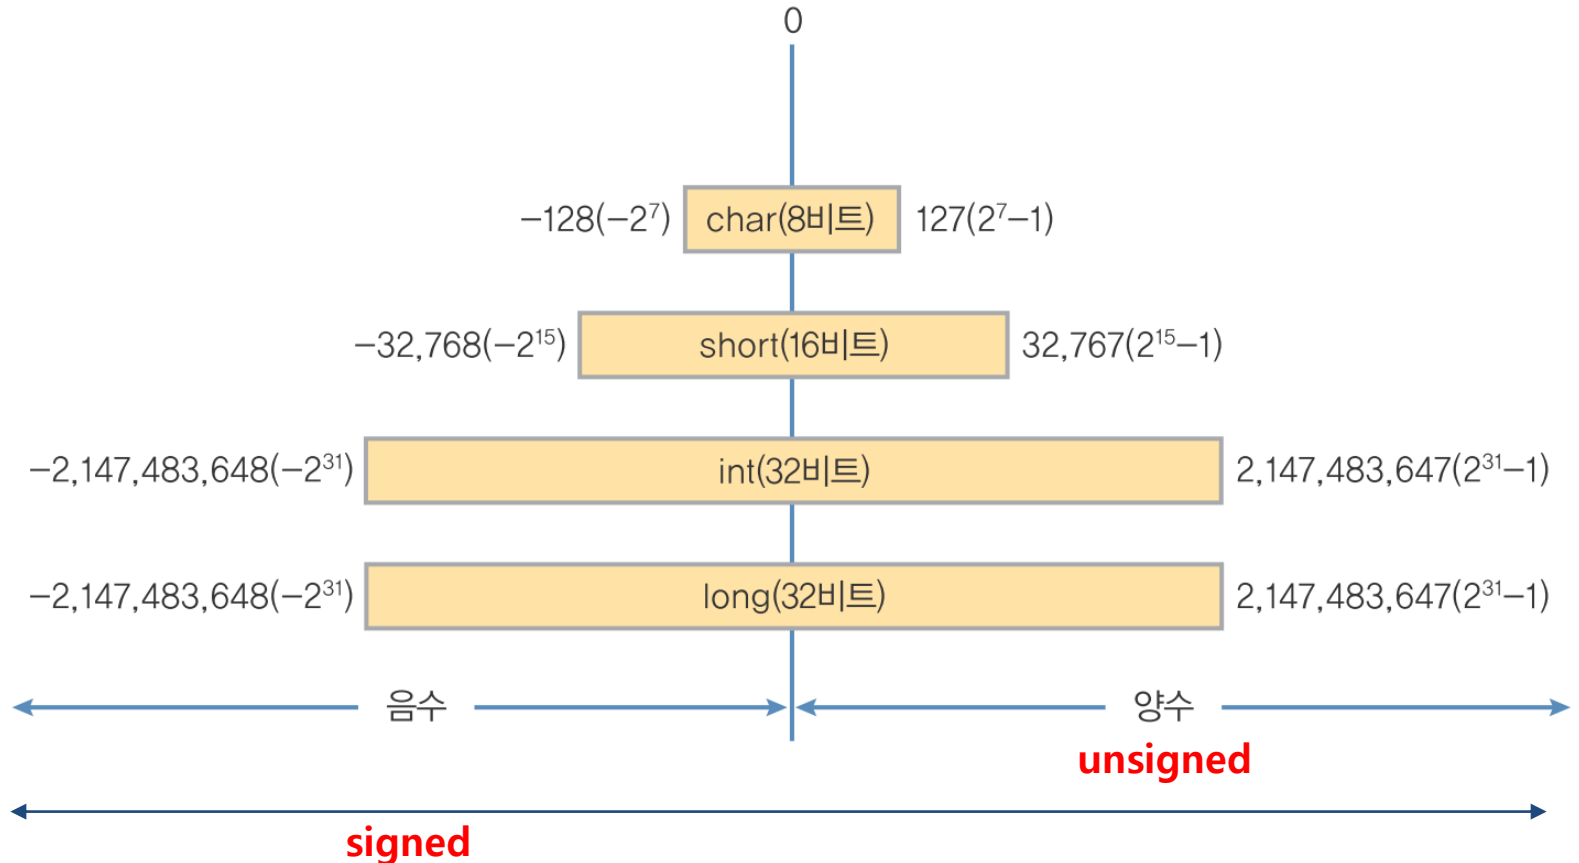 0
−128(−2⁷) char(8비트) 127(2⁷−1)
−32,768(−2¹⁵) short(16비트) 32,767(2¹⁵−1)
−2,147,483,648(−2³¹) int(32비트) 2,147,483,647(2³¹−1)
−2,147,483,648(−2³¹) long(32비트) 2,147,483,647(2³¹−1)
음수 양수
unsigned
signed